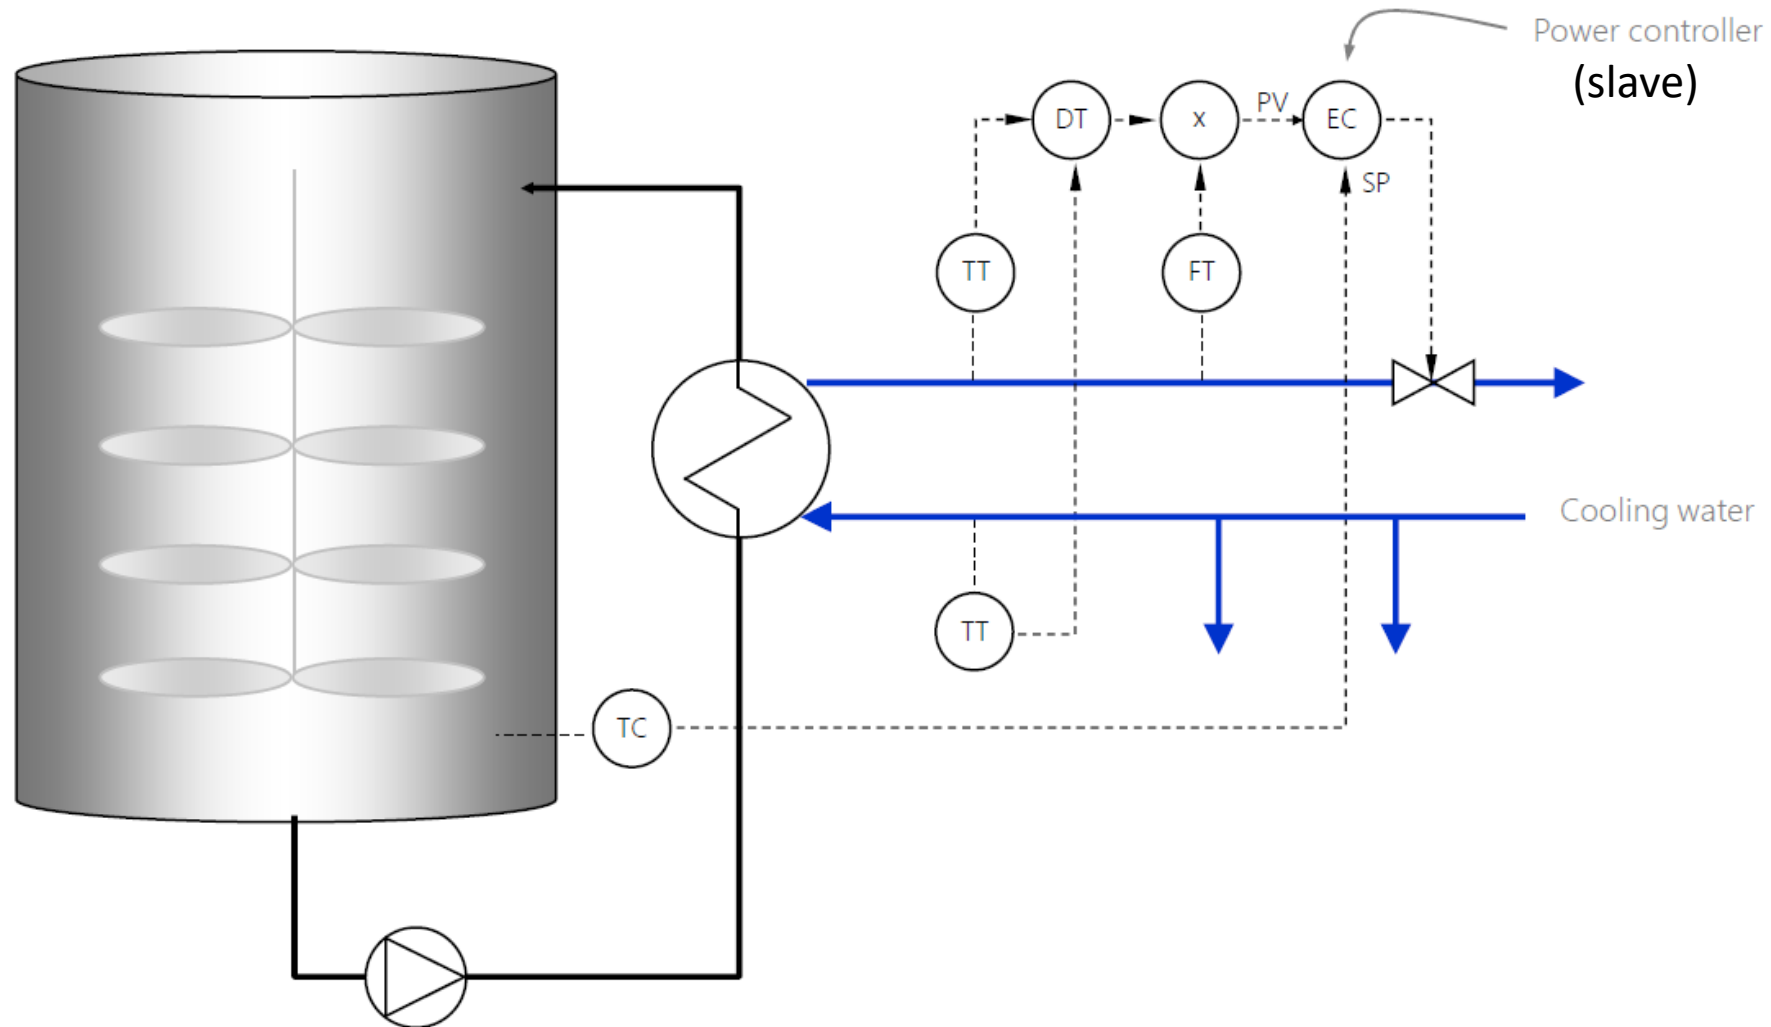 Power controller
(slave)
DT
x
PV
EC
SP
TT
FT
Cooling water
TT
TC